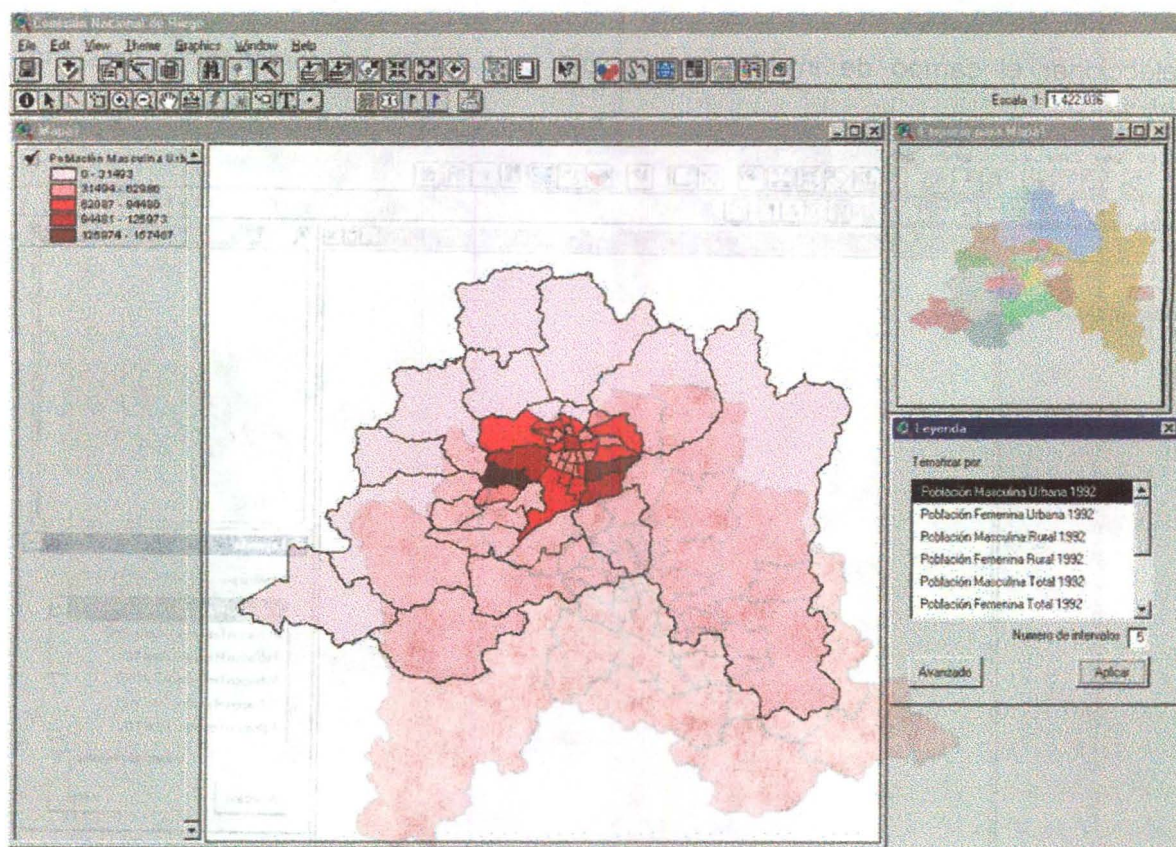 Comisión Nacional de Riego
File Edit View Theme Graphics Window Help
Escala 1: 1,422,036
Mapa1
Población Masculina Urb
0 - 31493
31494 - 62986
62987 - 94480
94481 - 125973
125974 - 157467
para Mapa1
Leyenda
Tematizar por
Población Masculina Urbana 1992
Población Femenina Urbana 1992
Población Masculina Rural 1992
Población Femenina Rural 1992
Población Masculina Total 1992
Población Femenina Total 1992
Numero de intervalos 5
Avanzado Aplicar